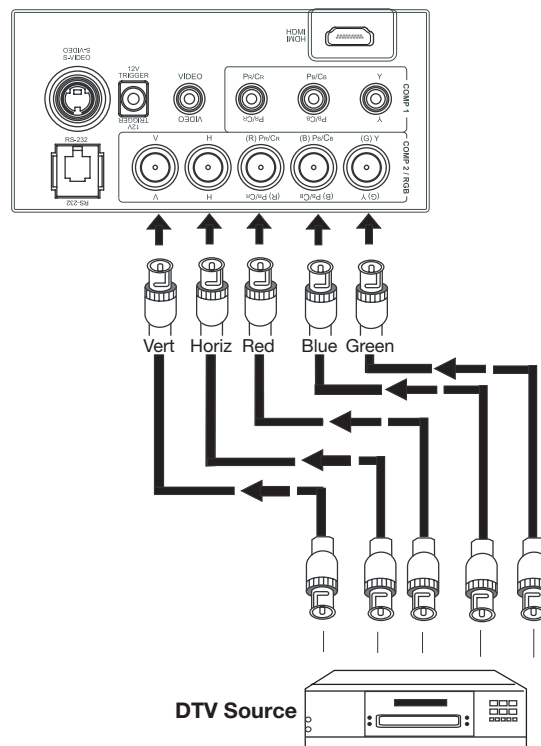 HDMI
HDMI
S-VIDEO
S-VIDEO
12V
TRIGGER
12V
TRIGGER
VIDEO
VIDEO
PR/CR
PR/CR
PB/CB
PB/CB
Y
Y
COMP 1
RS-232
RS-232
V
V
H
H
(R) PR/CR
(R) PR/CR
(B) PB/CB
(B) PB/CB
(G) Y
(G) Y
COMP 2 / RGB
Vert Horiz Red Blue Green
DTV Source